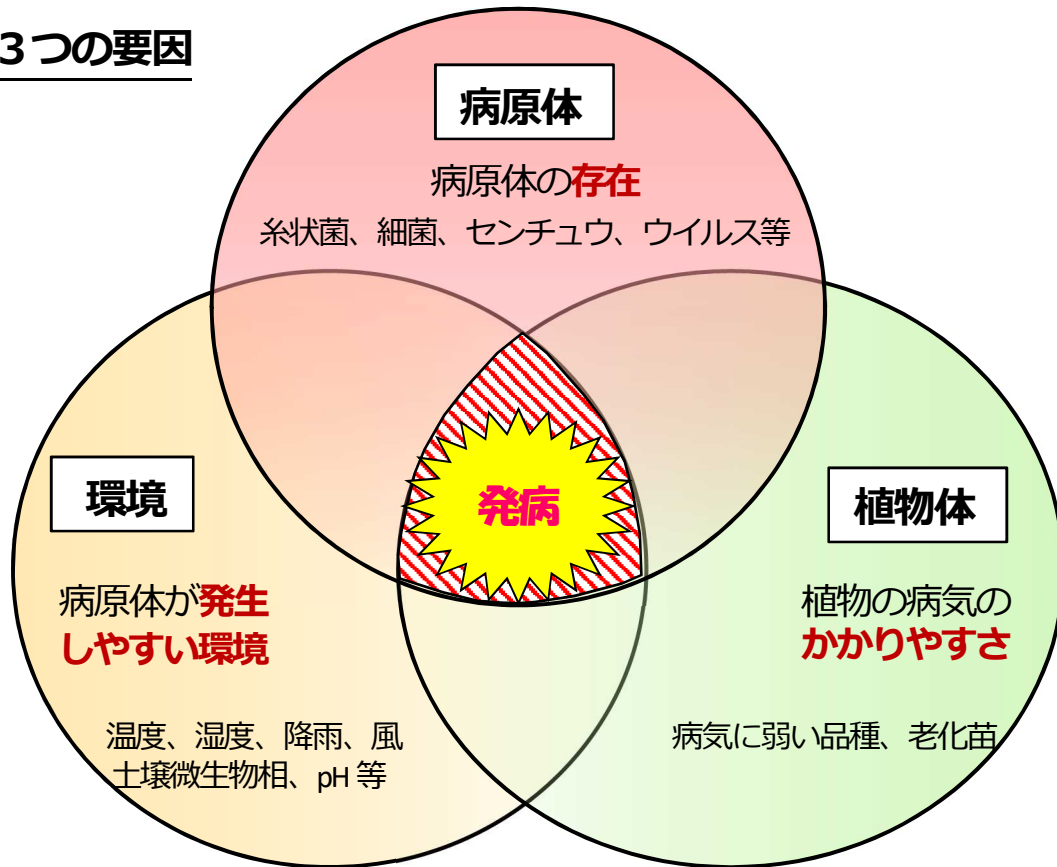 ３つの要因
病原体
病原体の存在
糸状菌、細菌、センチュウ、ウイルス等
発病
環境
病原体が発生
しやすい環境
温度、湿度、降雨、風
土壌微生物相、pH 等
植物体
植物の病気の
かかりやすさ
病気に弱い品種、老化苗